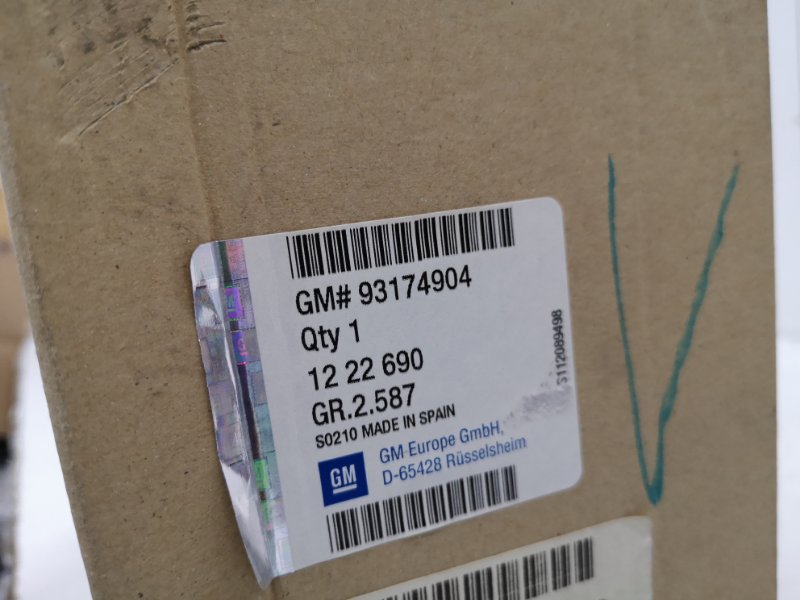 GM# 93174904
Qty 1
12 22 690
GR.2.587
S0210 MADE IN SPAIN
GM
GM Europe GmbH,
D-65428 Rüsselsheim
S112089498
V